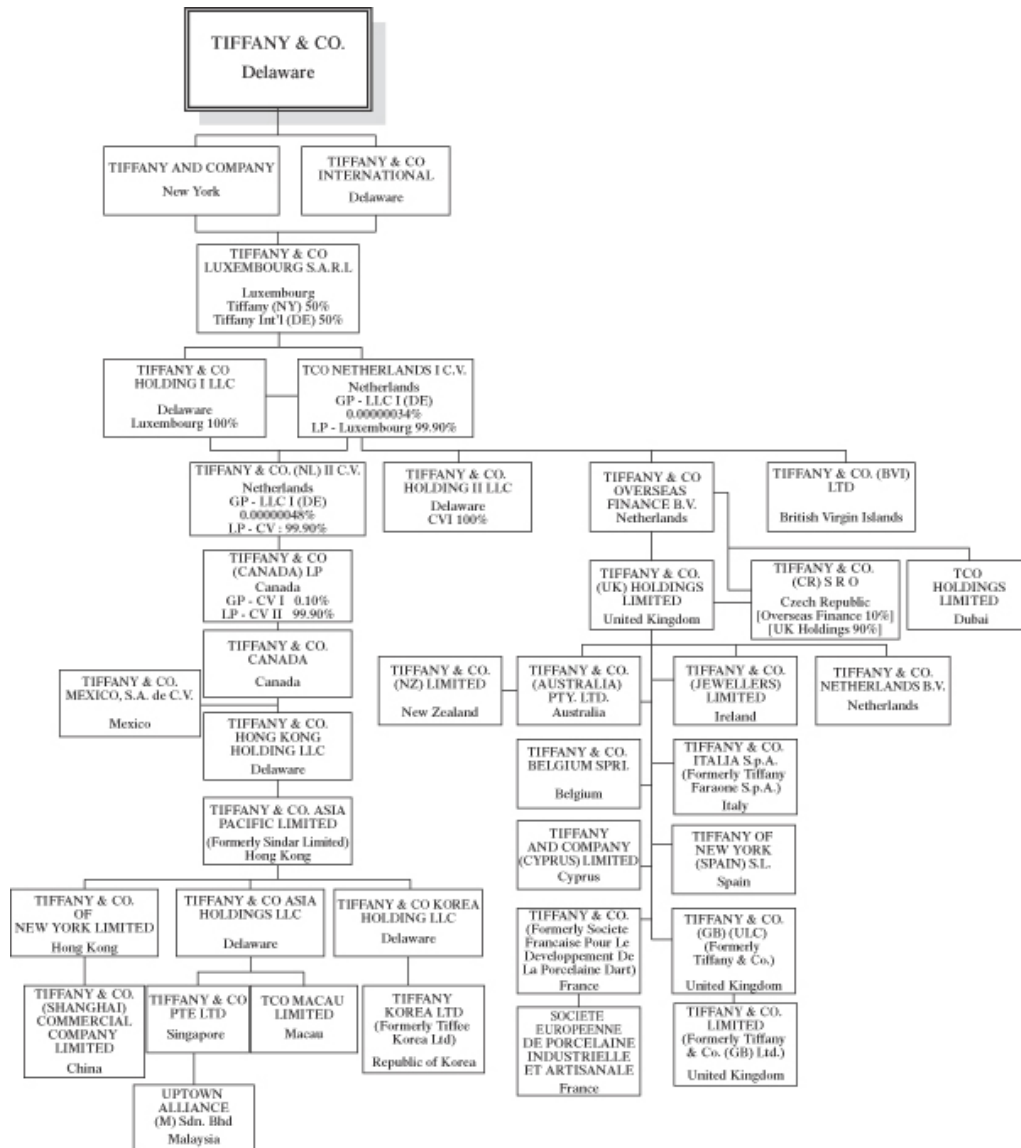 TIFFANY & CO.
Delaware
TIFFANY AND COMPANY
New York
TIFFANY & CO
INTERNATIONAL
Delaware
TIFFANY & CO
LUXEMBOURG S.A.R.L
Luxembourg
Tiffany (NY) 50%
Tiffany Int'l (DE) 50%
TIFFANY & CO
HOLDING I LLC
Delaware
Luxembourg 100%
TCO NETHERLANDS I C.V.
Netherlands
GP - LLC I (DE)
0.00000034%
LP - Luxembourg 99.90%
TIFFANY & CO. (NL) II C.V.
Netherlands
GP - LLC I (DE)
0.00000048%
LP - CV : 99.90%
TIFFANY & CO.
HOLDING II LLC
Delaware
CVI 100%
TIFFANY & CO
OVERSEAS
FINANCE B.V.
Netherlands
TIFFANY & CO. (BVI)
LTD
British Virgin Islands
TIFFANY & CO
(CANADA) LP
Canada
GP - CV I 0.10%
LP - CV II 99.90%
TIFFANY & CO.
(UK) HOLDINGS
LIMITED
United Kingdom
TIFFANY & CO.
(CR) S R O
Czech Republic
[Overseas Finance 10%]
[UK Holdings 90%]
TCO
HOLDINGS
LIMITED
Dubai
TIFFANY & CO.
CANADA
Canada
TIFFANY & CO.
MEXICO, S.A. de C.V.
Mexico
TIFFANY & CO.
(NZ) LIMITED
New Zealand
TIFFANY & CO.
(AUSTRALIA)
PTY. LTD.
Australia
TIFFANY & CO.
(JEWELLERS)
LIMITED
Ireland
TIFFANY & CO.
NETHERLANDS B.V.
Netherlands
TIFFANY & CO.
HONG KONG
HOLDING LLC
Delaware
TIFFANY & CO.
BELGIUM SPRL
Belgium
TIFFANY & CO.
ITALIA S.p.A.
(Formerly Tiffany
Faraone S.p.A.)
Italy
TIFFANY & CO. ASIA
PACIFIC LIMITED
(Formerly Sindar Limited)
Hong Kong
TIFFANY
AND COMPANY
(CYPRUS) LIMITED
Cyprus
TIFFANY OF
NEW YORK
(SPAIN) S.L.
Spain
TIFFANY & CO.
OF
NEW YORK LIMITED
Hong Kong
TIFFANY & CO ASIA
HOLDINGS LLC
Delaware
TIFFANY & CO KOREA
HOLDING LLC
Delaware
TIFFANY & CO.
(Formerly Societe
Francaise Pour Le
Developpement De
La Porcelaine Dart)
France
TIFFANY & CO.
(GB) (ULC)
(Formerly
Tiffany & Co.)
United Kingdom
TIFFANY & CO.
(SHANGHAI)
COMMERCIAL
COMPANY
LIMITED
China
TIFFANY & CO
PTE LTD
Singapore
TCO MACAU
LIMITED
Macau
TIFFANY
KOREA LTD
(Formerly Tiffee
Korea Ltd)
Republic of Korea
SOCIETE
EUROPEENNE
DE PORCELAINE
INDUSTRIELLE
ET ARTISANALE
France
TIFFANY & CO.
LIMITED
(Formerly Tiffany
& Co. (GB) Ltd.)
United Kingdom
UPTOWN
ALLIANCE
(M) Sdn. Bhd
Malaysia